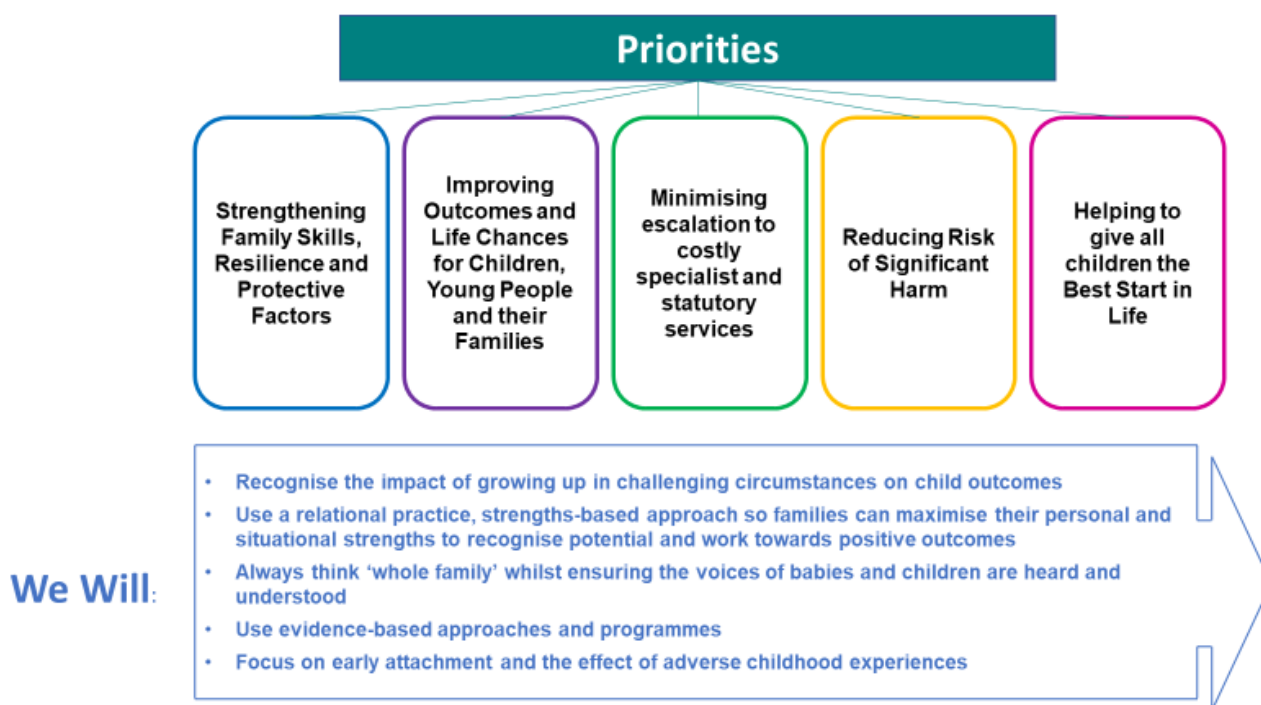 Priorities
Strengthening
Family Skills,
Resilience and
Protective
Factors
Improving
Outcomes and
Life Chances
for Children,
Young People
and their
Families
Minimising
escalation to
costly
specialist and
statutory
services
Reducing Risk
of Significant
Harm
Helping to
give all
children the
Best Start in
Life
We Will:
• Recognise the impact of growing up in challenging circumstances on child outcomes
• Use a relational practice, strengths-based approach so families can maximise their personal and
situational strengths to recognise potential and work towards positive outcomes
• Always think ‘whole family’ whilst ensuring the voices of babies and children are heard and
understood
• Use evidence-based approaches and programmes
• Focus on early attachment and the effect of adverse childhood experiences